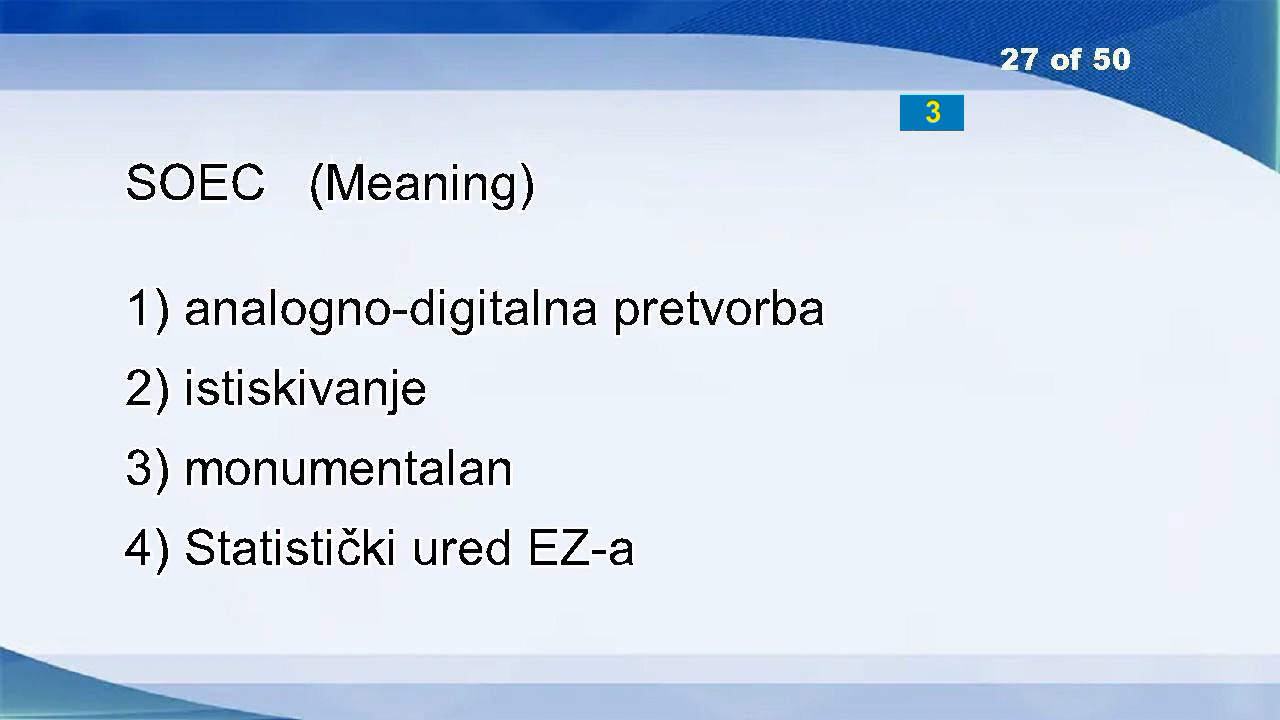 27 of 50
3
SOEC (Meaning)
1) analogno-digitalna pretvorba
2) istiskivanje
3) monumentalan
4) Statistički ured EZ-a